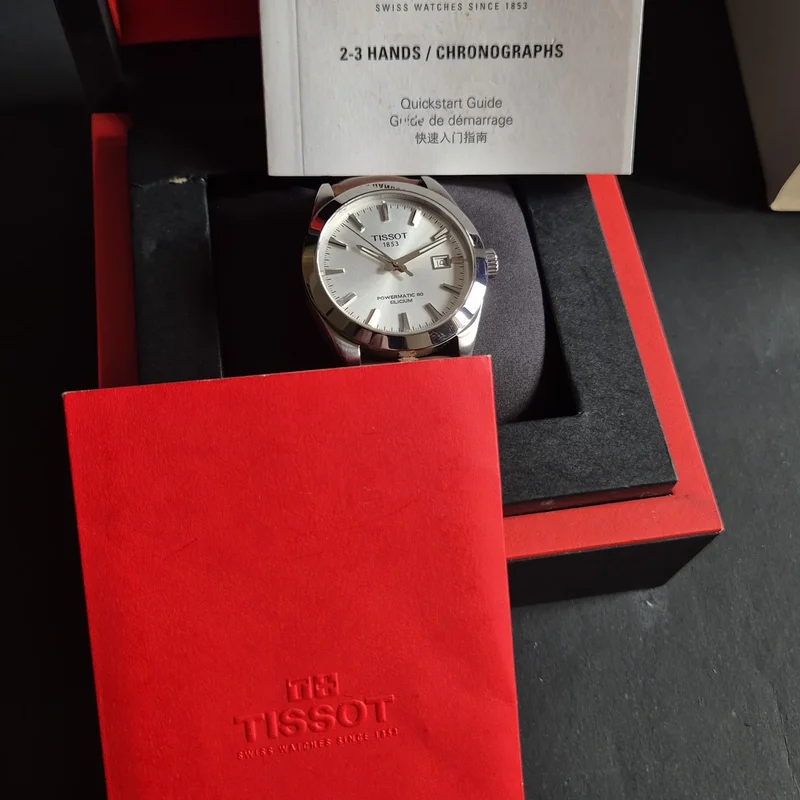 SWISS WATCHES SINCE 1853
2-3 HANDS / CHRONOGRAPHS
Quickstart Guide
Guide de démarrage
快速入门指南
TISSOT
1853
POWERMATIC 80
SILICIUM
T+
TISSOT
SWISS WATCHES SINCE 1853